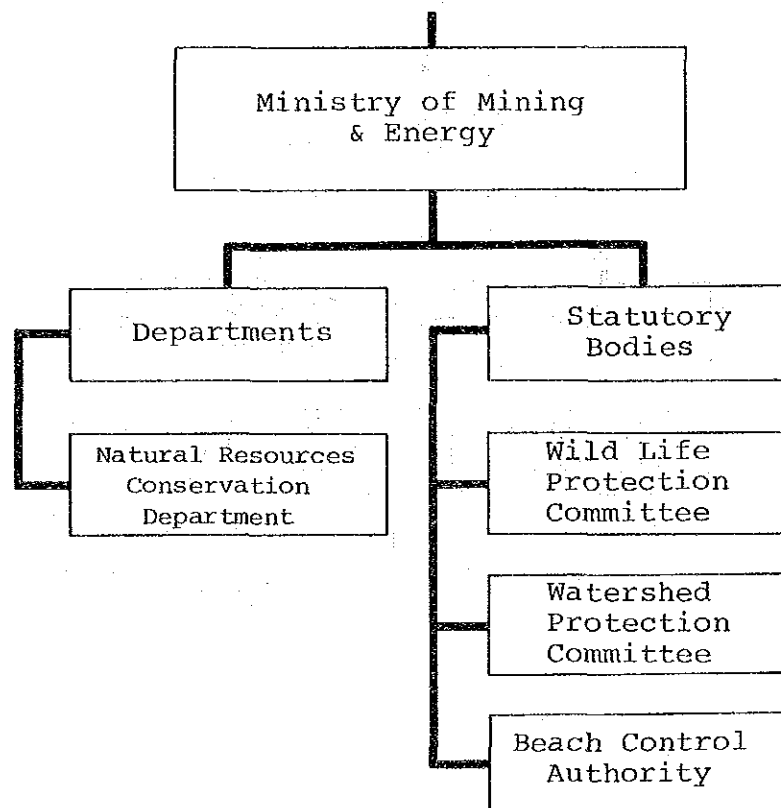 Ministry of Mining
& Energy
Departments
Natural Resources
Conservation
Department
Statutory
Bodies
Wild Life
Protection
Committee
Watershed
Protection
Committee
Beach Control
Authority